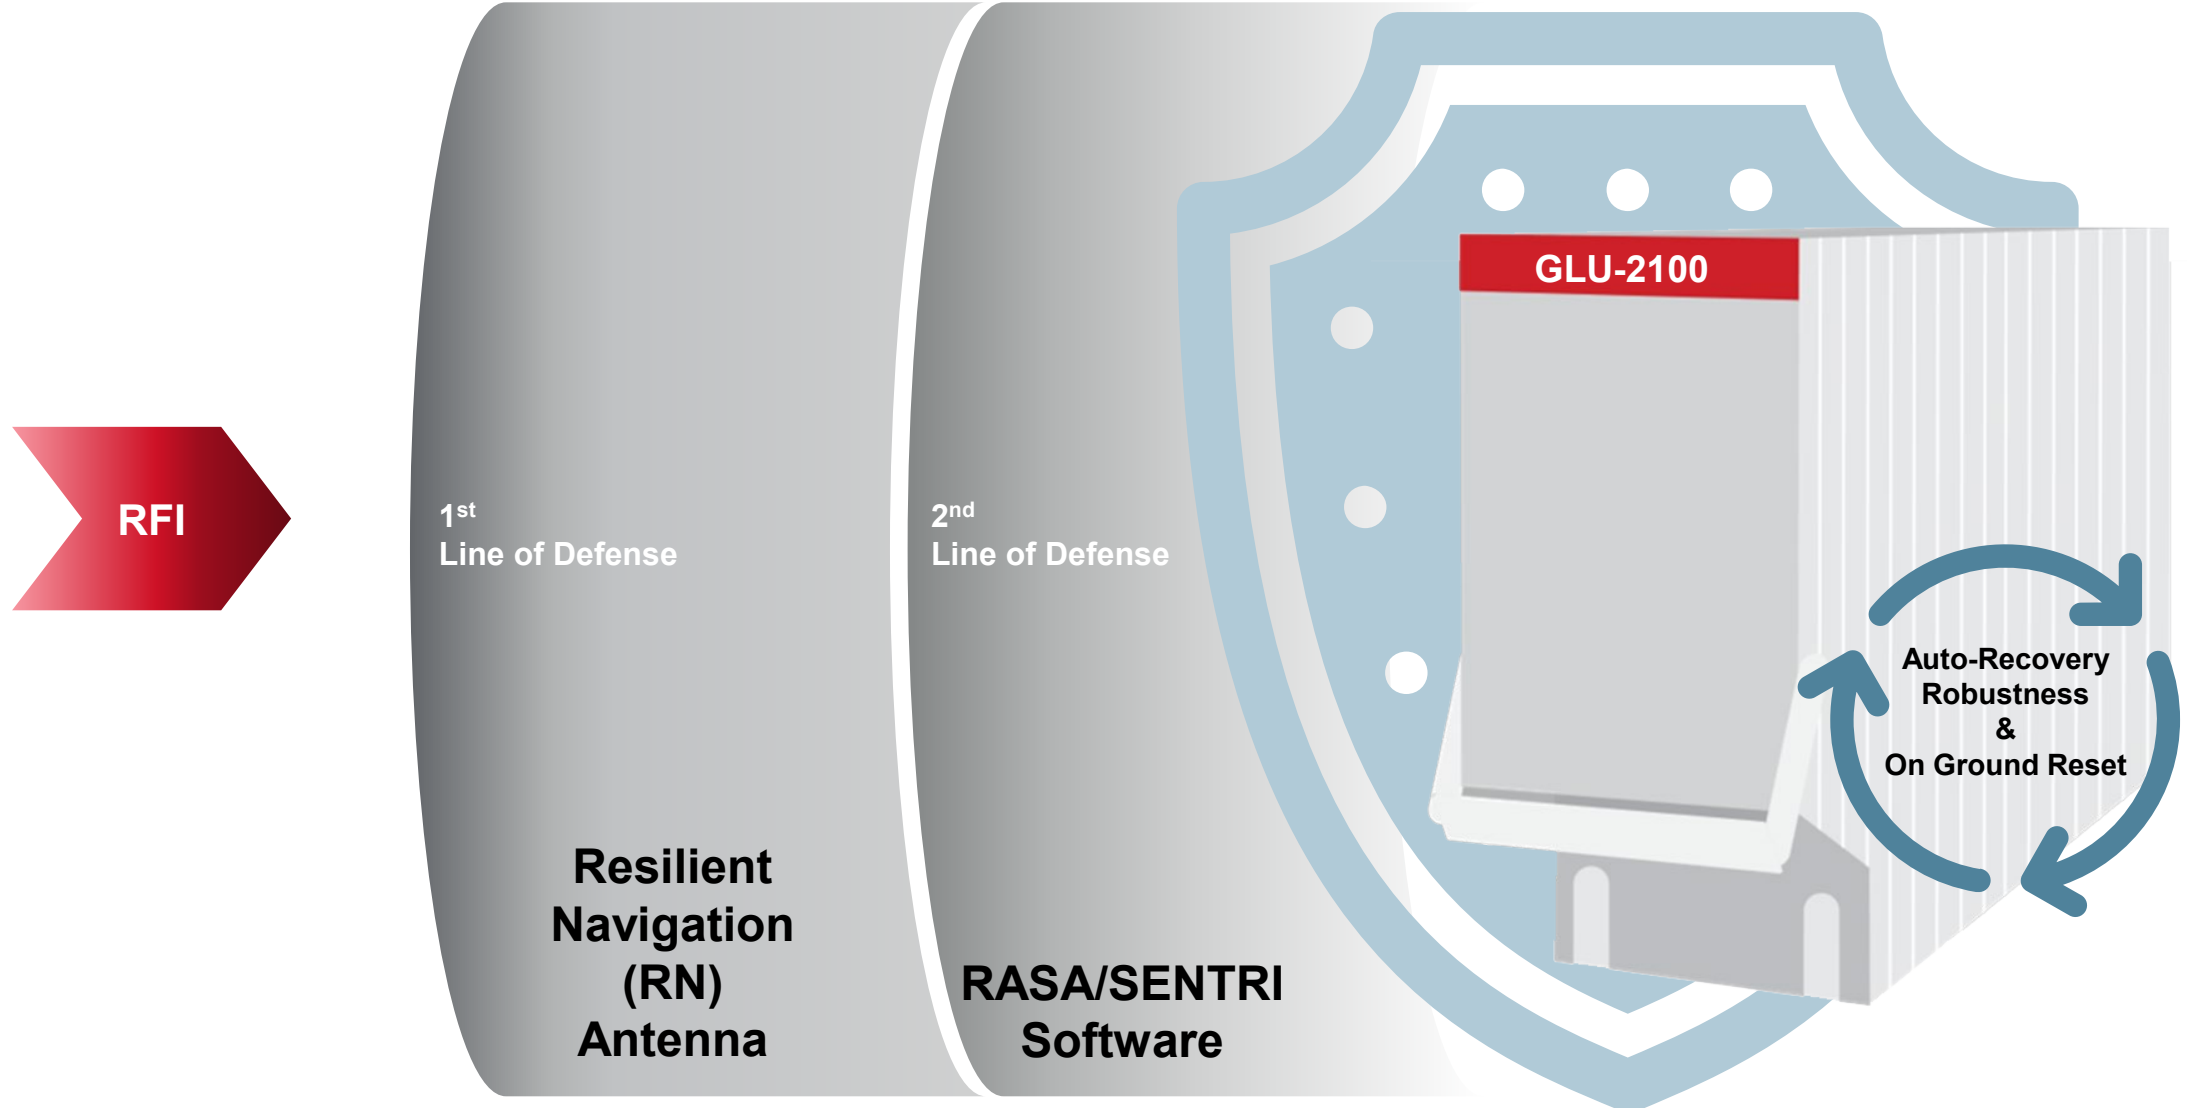 RFI
1st
Line of Defense
Resilient
Navigation
(RN)
Antenna
2nd
Line of Defense
RASA/SENTRI
Software
GLU-2100
Auto-Recovery
Robustness
&
On Ground Reset